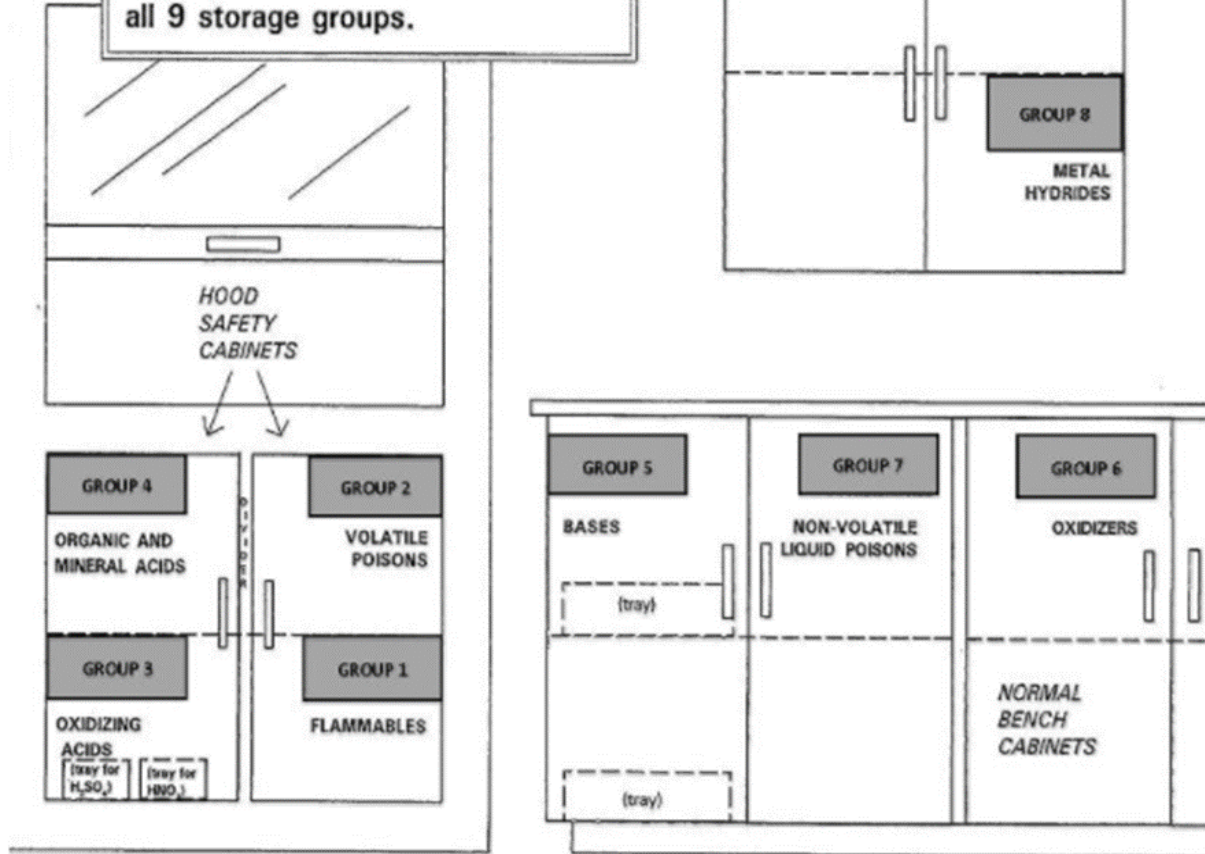 all 9 storage groups.
GROUP 8
METAL
HYDRIDES
HOOD
SAFETY
CABINETS
GROUP 4
ORGANIC AND
MINERAL ACIDS
DIVIDER
GROUP 2
VOLATILE
POISONS
GROUP 3
OXIDIZING
ACIDS
(tray for
H₂SO₄)
(tray for
HNO₃)
GROUP 1
FLAMMABLES
GROUP 5
BASES
(tray)
(tray)
GROUP 7
NON-VOLATILE
LIQUID POISONS
GROUP 6
OXIDIZERS
NORMAL
BENCH
CABINETS